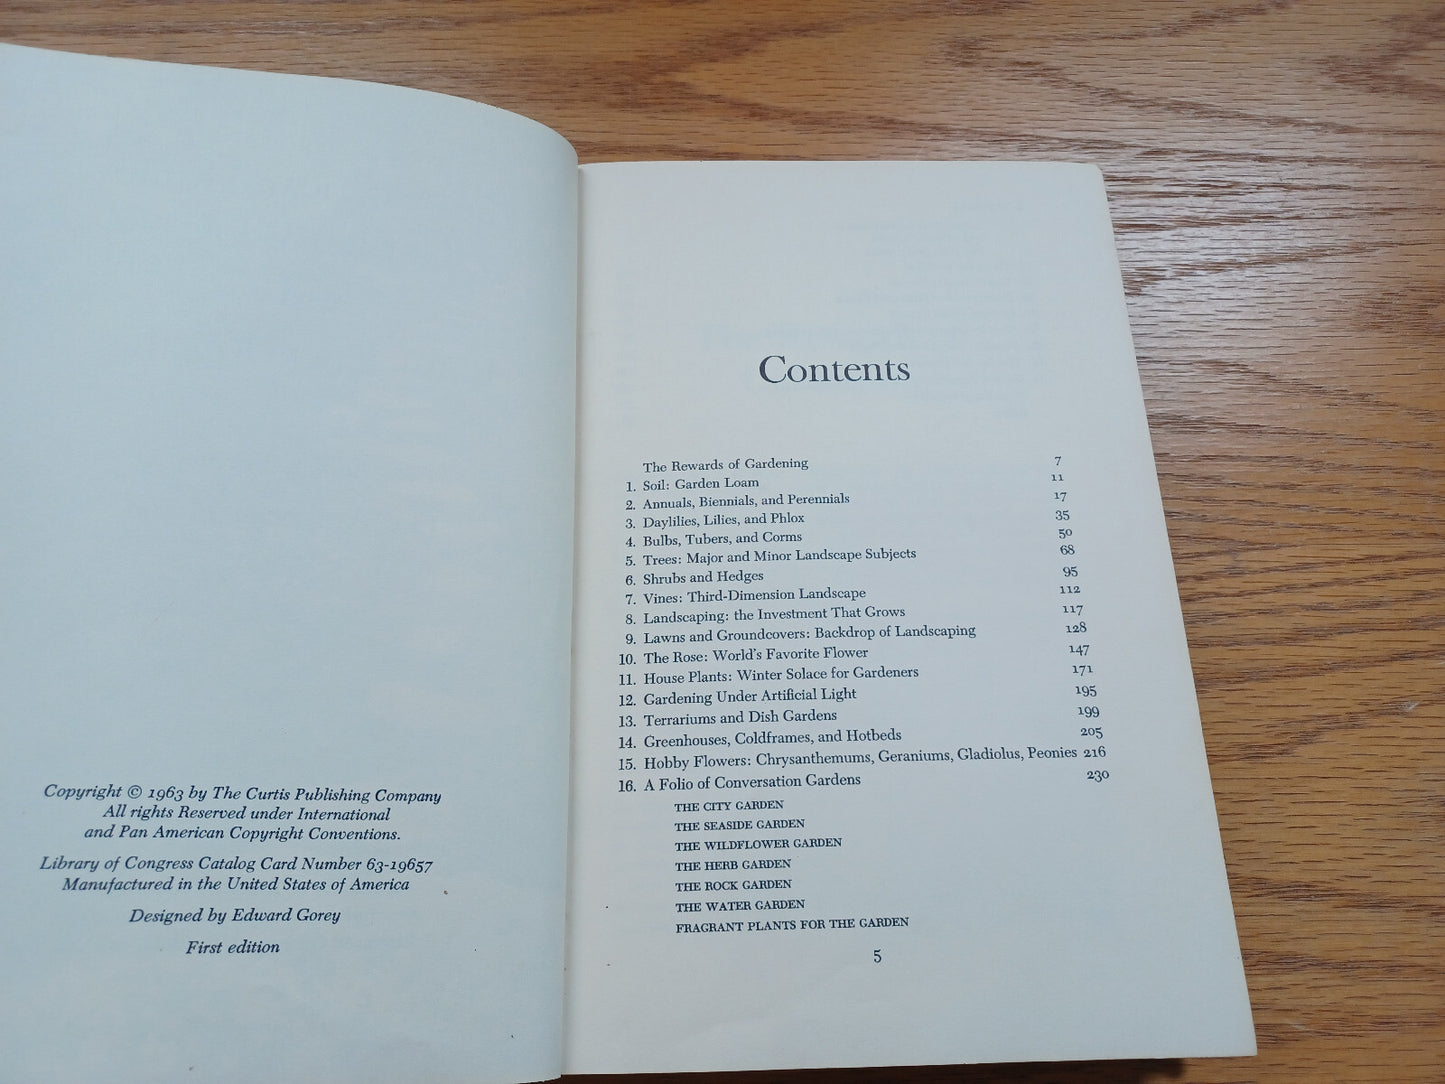 Copyright © 1963 by The Curtis Publishing Company
All rights Reserved under International
and Pan American Copyright Conventions.
Library of Congress Catalog Card Number 63-19657
Manufactured in the United States of America
Designed by Edward Gorey
First edition
Contents
The Rewards of Gardening 7
1. Soil: Garden Loam 11
2. Annuals, Biennials, and Perennials 17
3. Daylilies, Lilies, and Phlox 35
4. Bulbs, Tubers, and Corms 50
5. Trees: Major and Minor Landscape Subjects 68
6. Shrubs and Hedges 95
7. Vines: Third-Dimension Landscape 112
8. Landscaping: the Investment That Grows 117
9. Lawns and Groundcovers: Backdrop of Landscaping 128
10. The Rose: World's Favorite Flower 147
11. House Plants: Winter Solace for Gardeners 171
12. Gardening Under Artificial Light 195
13. Terrariums and Dish Gardens 199
14. Greenhouses, Coldframes, and Hotbeds 205
15. Hobby Flowers: Chrysanthemums, Geraniums, Gladiolus, Peonies 216
16. A Folio of Conversation Gardens 230
THE CITY GARDEN
THE SEASIDE GARDEN
THE WILDFLOWER GARDEN
THE HERB GARDEN
THE ROCK GARDEN
THE WATER GARDEN
FRAGRANT PLANTS FOR THE GARDEN
5